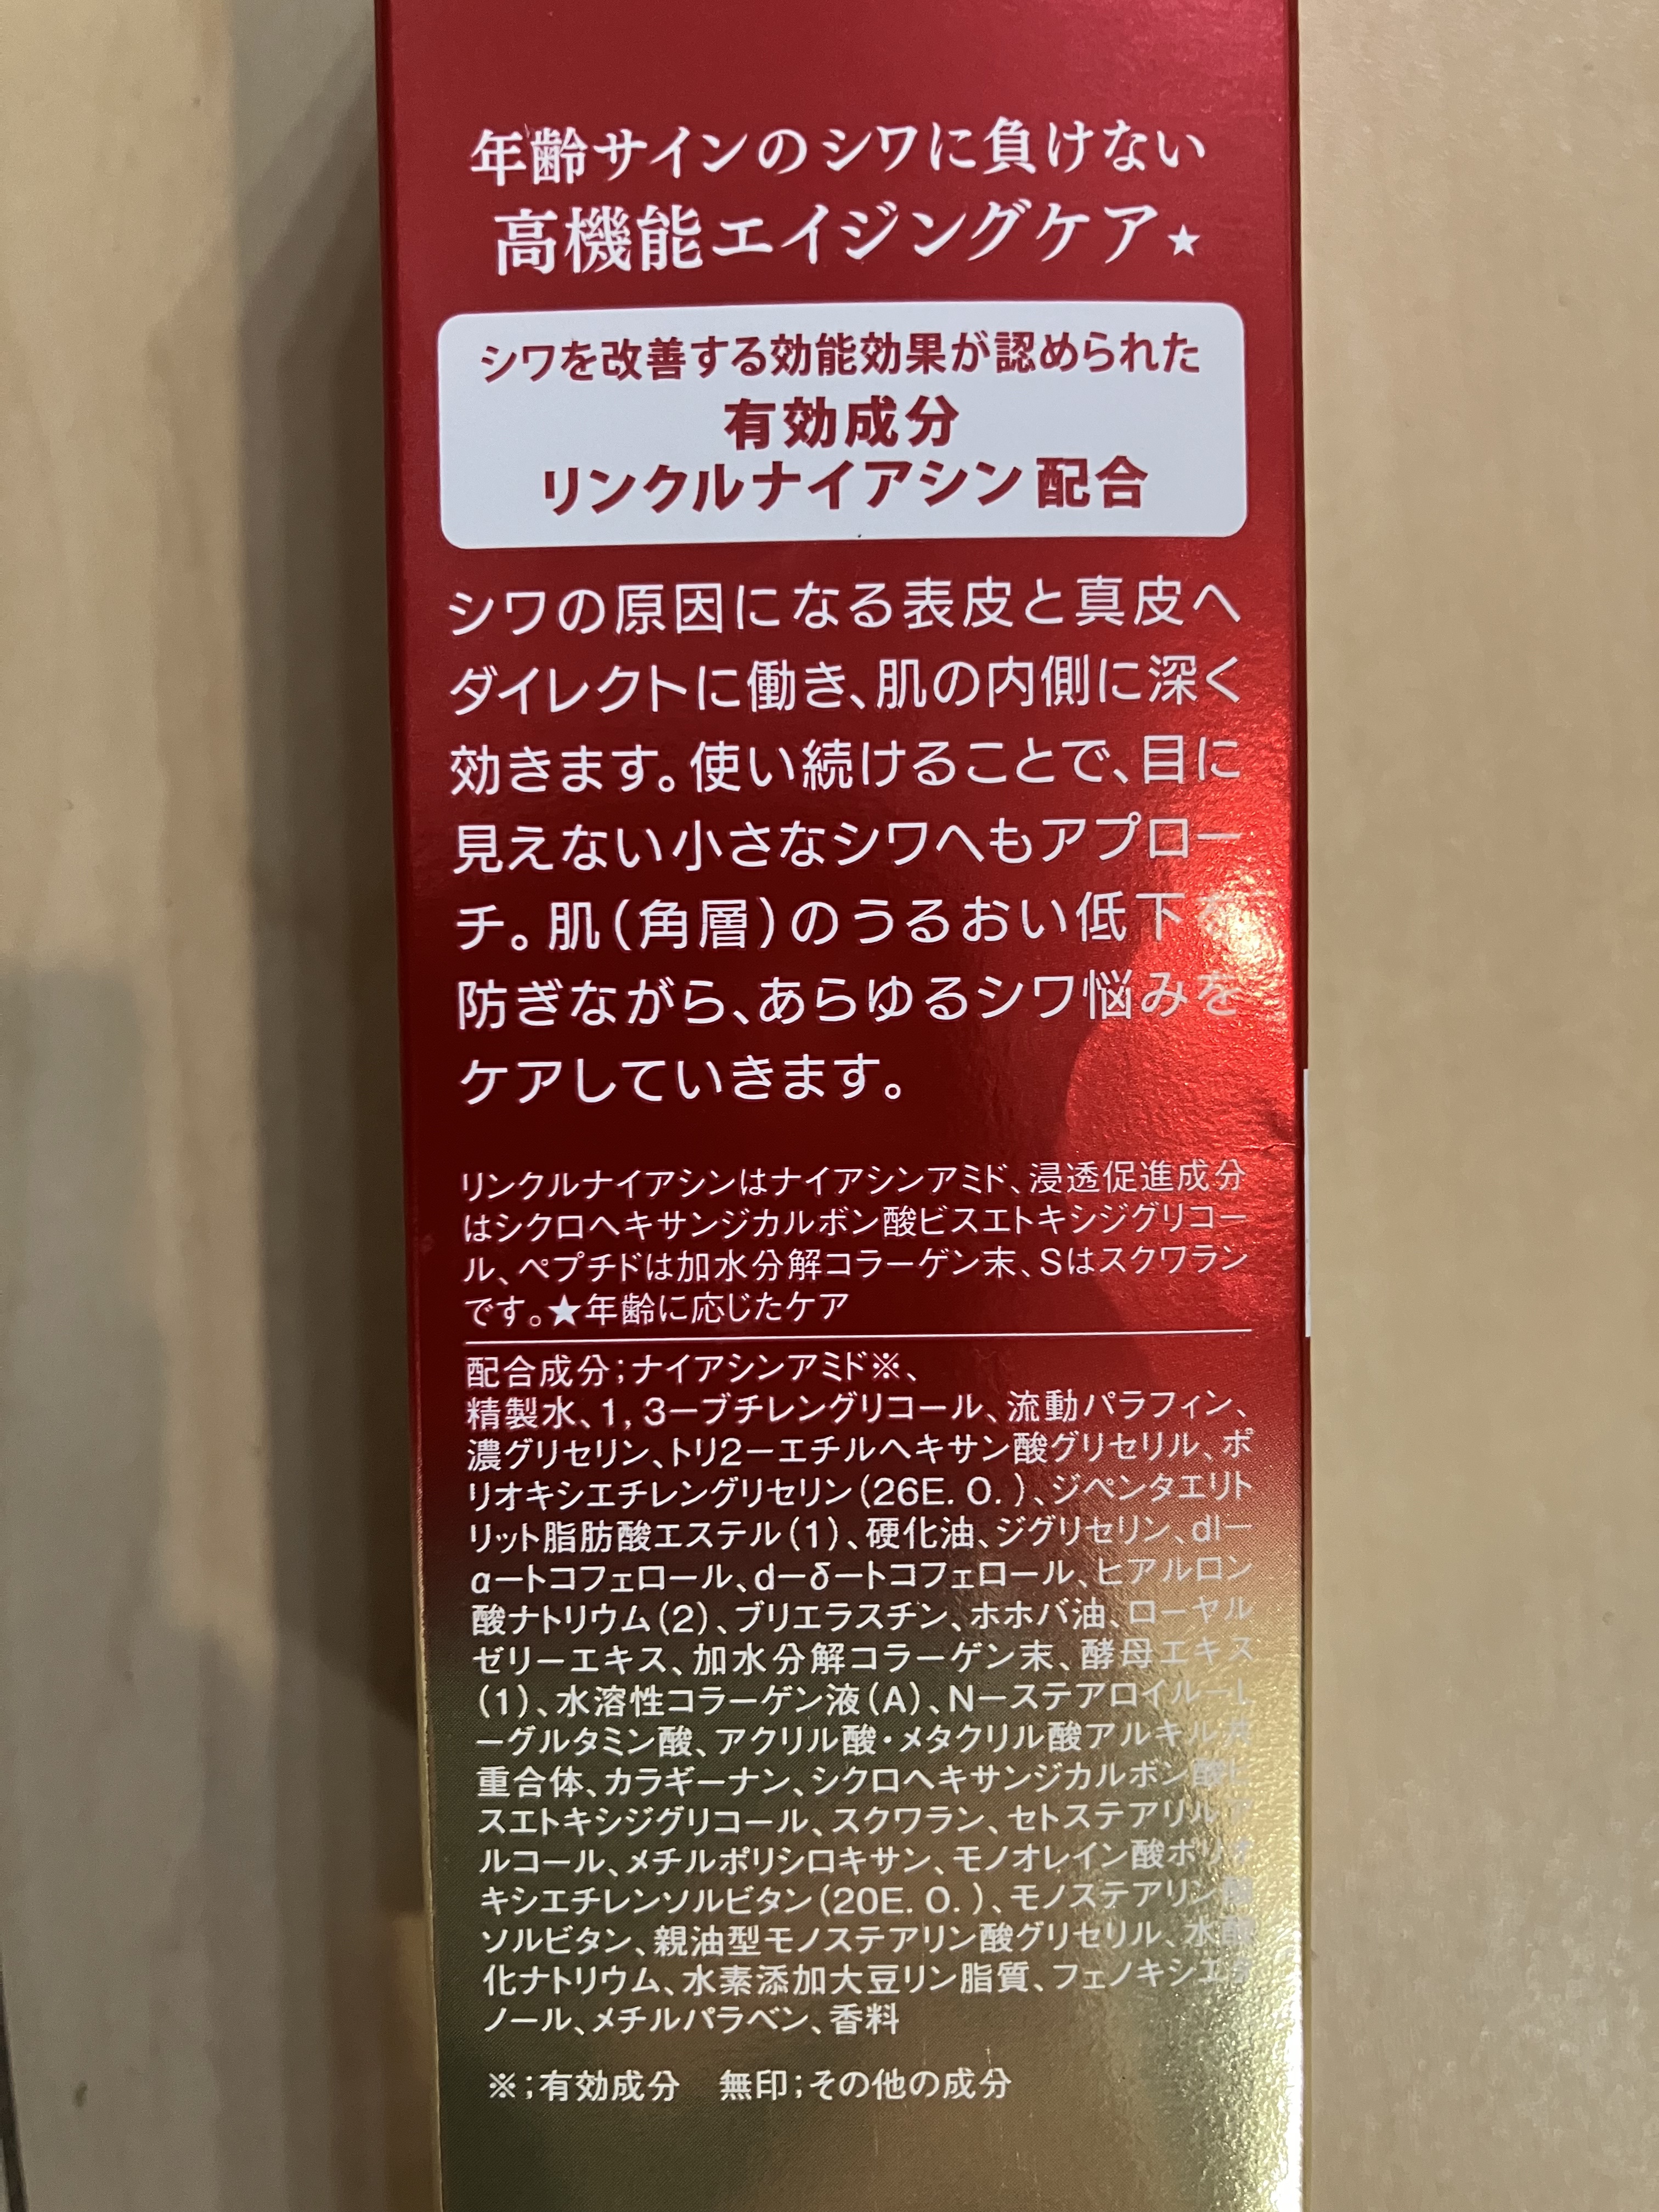 年齢サインのシワに負けない
高機能エイジングケア★
シワを改善する効能効果が認められた
有効成分
リンクルナイアシン配合
シワの原因になる表皮と真皮へ
ダイレクトに働き、肌の内側に深く
効きます。使い続けることで、目に
見えない小さなシワへもアプロー
チ。肌(角層)のうるおい低下を
防ぎながら、あらゆるシワ悩みを
ケアしていきます。
リンクルナイアシンはナイアシンアミド、浸透促進成分
はシクロヘキサンジカルボン酸ビスエトキシジグリコー
ル、ペプチドは加水分解コラーゲン末、Sはスクワラン
です。★年齢に応じたケア
配合成分;ナイアシンアミド※、
精製水、1,3ーブチレングリコール、流動パラフィン、
濃グリセリン、トリ2ーエチルヘキサン酸グリセリル、ポ
リオキシエチレングリセリン(26E.O.)、ジペンタエリト
リット脂肪酸エステル(1)、硬化油、ジグリセリン、dlー
αートコフェロール、dーδートコフェロール、ヒアルロン
酸ナトリウム(2)、ブリエラスチン、ホホバ油、ローヤル
ゼリーエキス、加水分解コラーゲン末、酵母エキス
(1)、水溶性コラーゲン液(A)、NーステアロイルーL
ーグルタミン酸、アクリル酸・メタクリル酸アルキル共
重合体、カラギーナン、シクロヘキサンジカルボン酸ビ
スエトキシジグリコール、スクワラン、セトステアリルア
ルコール、メチルポリシロキサン、モノオレイン酸ポリオ
キシエチレンソルビタン(20E.O.)、モノステアリン酸
ソルビタン、親油型モノステアリン酸グリセリル、水酸
化ナトリウム、水素添加大豆リン脂質、フェノキシエタ
ノール、メチルパラベン、香料
※;有効成分　無印;その他の成分